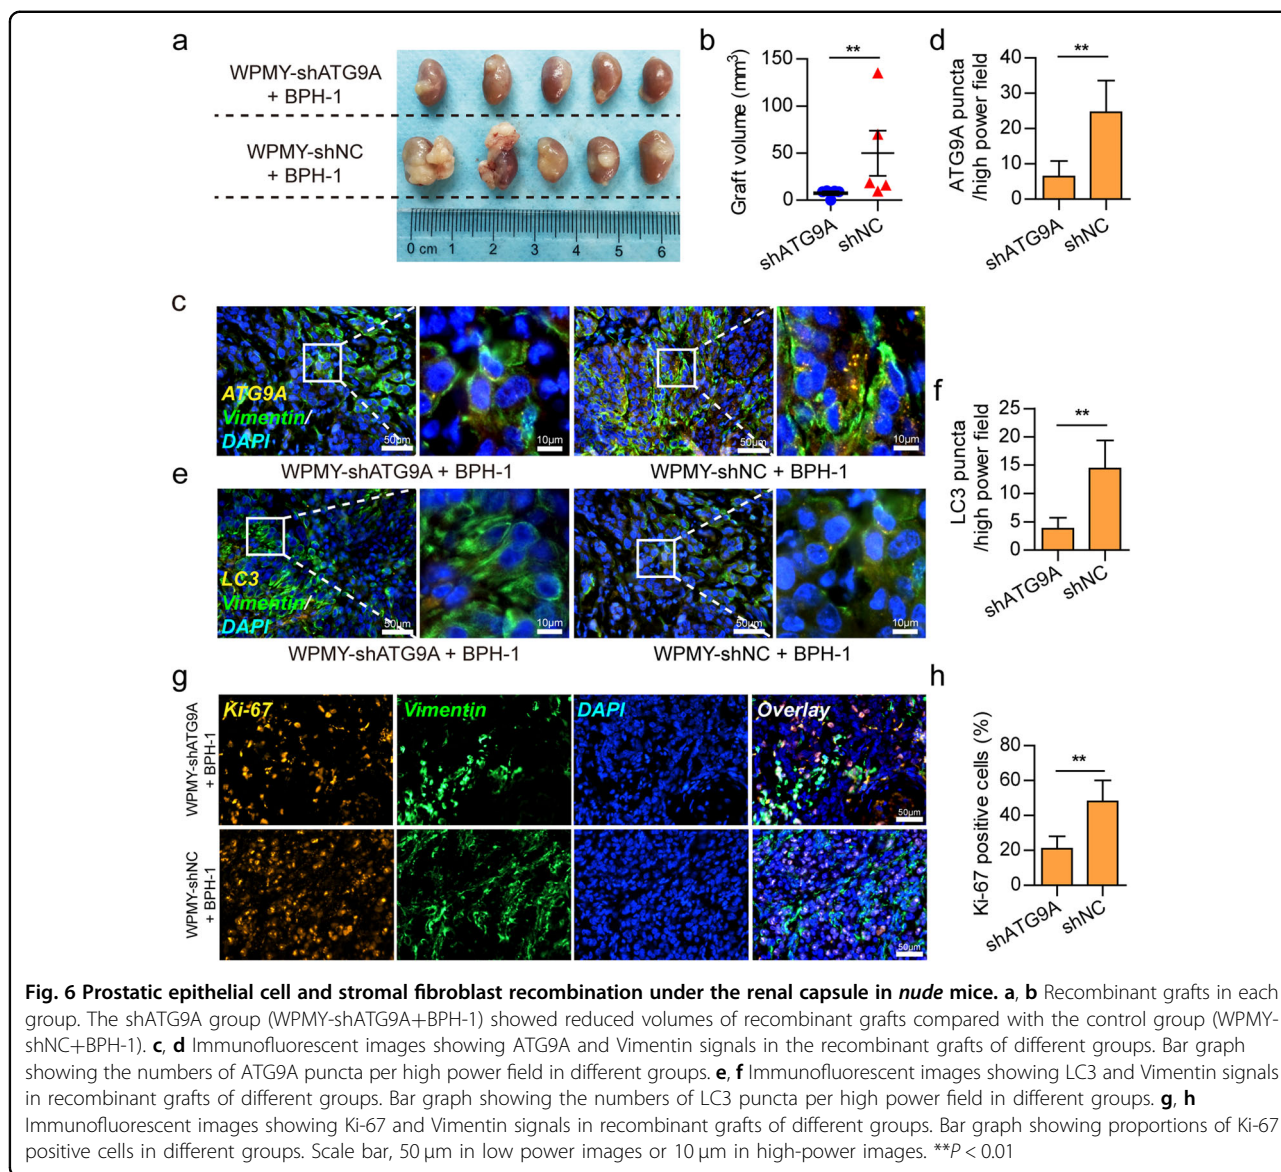 a
WPMY-shATG9A
+ BPH-1
WPMY-shNC
+ BPH-1
0 cm 1 2 3 4 5 6
b
Graft volume (mm³)
150
100
50
0
**
shATG9A
shNC
d
ATG9A puncta
/high power field
40
30
20
10
0
**
shATG9A
shNC
c
ATG9A
Vimentin/
DAPI
50μm
10μm
50μm
10μm
WPMY-shATG9A + BPH-1
WPMY-shNC + BPH-1
e
LC3
Vimentin/
DAPI
50μm
10μm
50μm
10μm
WPMY-shATG9A + BPH-1
WPMY-shNC + BPH-1
f
LC3 puncta
/high power field
25
20
15
10
5
0
**
shATG9A
shNC
g
WPMY-shATG9A
+ BPH-1
Ki-67
Vimentin
DAPI
Overlay
50μm
WPMY-shNC
+ BPH-1
50μm
h
Ki-67 positive cells (%)
80
60
40
20
0
**
shATG9A
shNC
Fig. 6 Prostatic epithelial cell and stromal fibroblast recombination under the renal capsule in nude mice. a, b Recombinant grafts in each
group. The shATG9A group (WPMY-shATG9A+BPH-1) showed reduced volumes of recombinant grafts compared with the control group (WPMY-
shNC+BPH-1). c, d Immunofluorescent images showing ATG9A and Vimentin signals in the recombinant grafts of different groups. Bar graph
showing the numbers of ATG9A puncta per high power field in different groups. e, f Immunofluorescent images showing LC3 and Vimentin signals
in recombinant grafts of different groups. Bar graph showing the numbers of LC3 puncta per high power field in different groups. g, h
Immunofluorescent images showing Ki-67 and Vimentin signals in recombinant grafts of different groups. Bar graph showing proportions of Ki-67
positive cells in different groups. Scale bar, 50 μm in low power images or 10 μm in high-power images. **P < 0.01